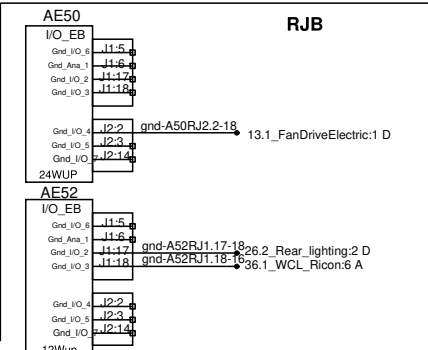 AE50
RJB
I/O_EB
Gnd_I/O_6 J1:5
Gnd_Ana_1 J1:6
Gnd_I/O_2 J1:17
Gnd_I/O_3 J1:18
Gnd_I/O_4 J2:2 gnd-A50RJ2.2-18 13.1_FanDriveElectric:1 D
Gnd_I/O_5 J2:3
Gnd_I/O_7 J2:14
24WUP
AE52
I/O_EB
Gnd_I/O_6 J1:5
Gnd_Ana_1 J1:6
Gnd_I/O_2 J1:17 gnd-A52RJ1.17-18 26.2_Rear_lighting:2 D
Gnd_I/O_3 J1:18 gnd-A52RJ1.18-16 36.1_WCL_Ricon:6 A
Gnd_I/O_4 J2:2
Gnd_I/O_5 J2:3
Gnd_I/O_7 J2:14
12Wup